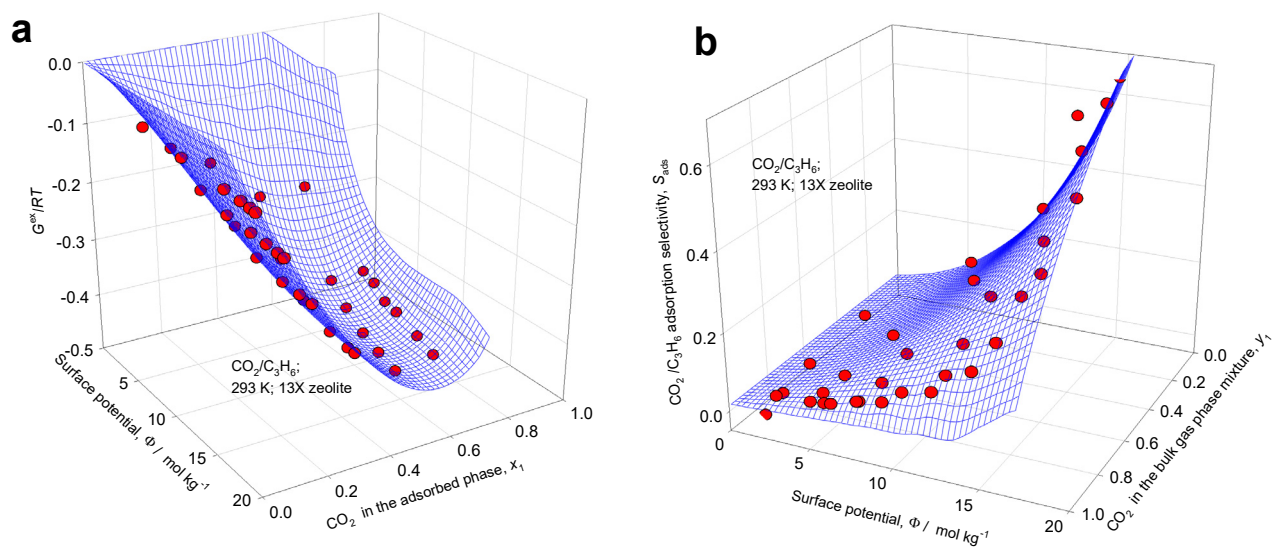 a
0.0
-0.1
-0.2
-0.3
-0.4
-0.5
Gᵉˣ/RT
5
10
15
20
Surface potential, Φ / mol kg⁻¹
0.0
0.2
0.4
0.6
0.8
1.0
CO₂ in the adsorbed phase, x₁
CO₂/C₃H₆;
293 K; 13X zeolite
b
0.6
0.4
0.2
0.0
CO₂ /C₃H₆ adsorption selectivity, Sₐdₛ
CO₂/C₃H₆;
293 K; 13X zeolite
0
5
10
15
20
Surface potential, Φ / mol kg⁻¹
0.0
0.2
0.4
0.6
0.8
1.0
CO₂ in the bulk gas phase mixture, y₁